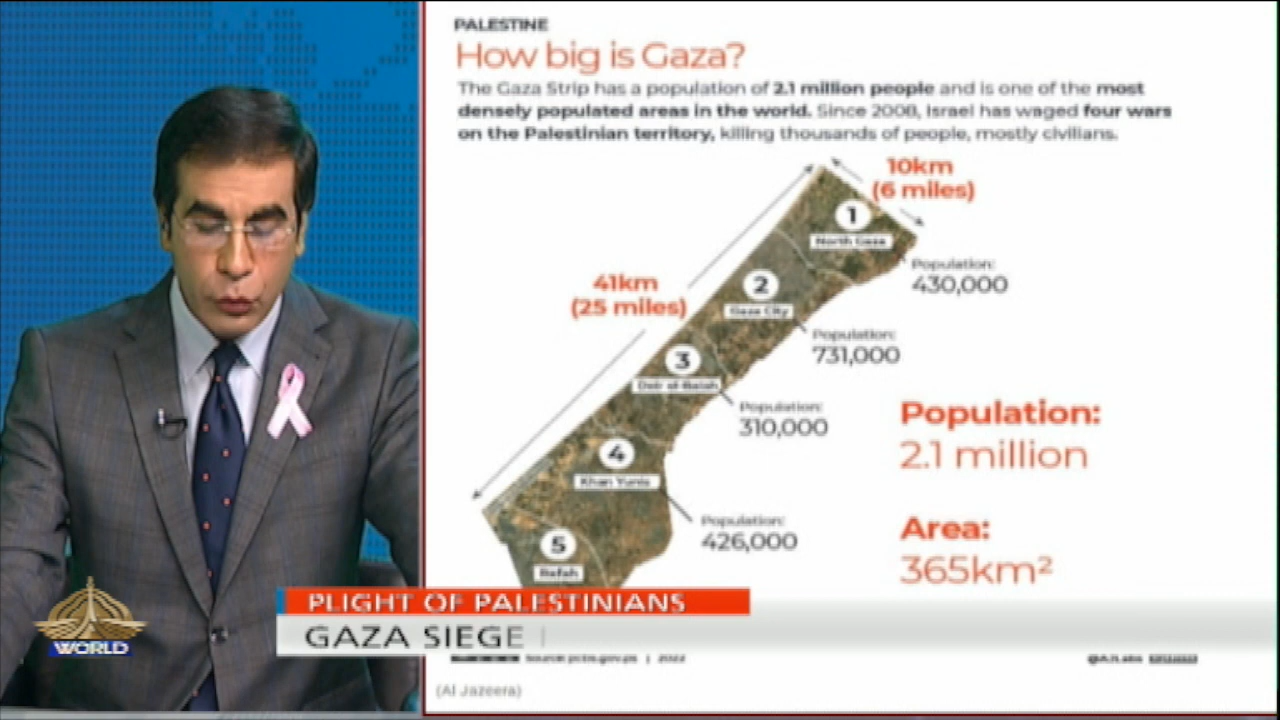 PALESTINE
How big is Gaza?
The Gaza Strip has a population of 2.1 million people and is one of the most
densely populated areas in the world. Since 2008, Israel has waged four wars
on the Palestinian territory, killing thousands of people, mostly civilians.
10km
(6 miles)
1
North Gaza
Population:
430,000
41km
(25 miles)
2
Gaza City
Population:
731,000
3
Deir el-Balah
Population:
310,000
Population:
2.1 million
4
Khan Yunis
Population:
426,000
Area:
365km²
5
Rafah
PLIGHT OF PALESTINIANS
GAZA SIEGE
WORLD
(Al Jazeera)